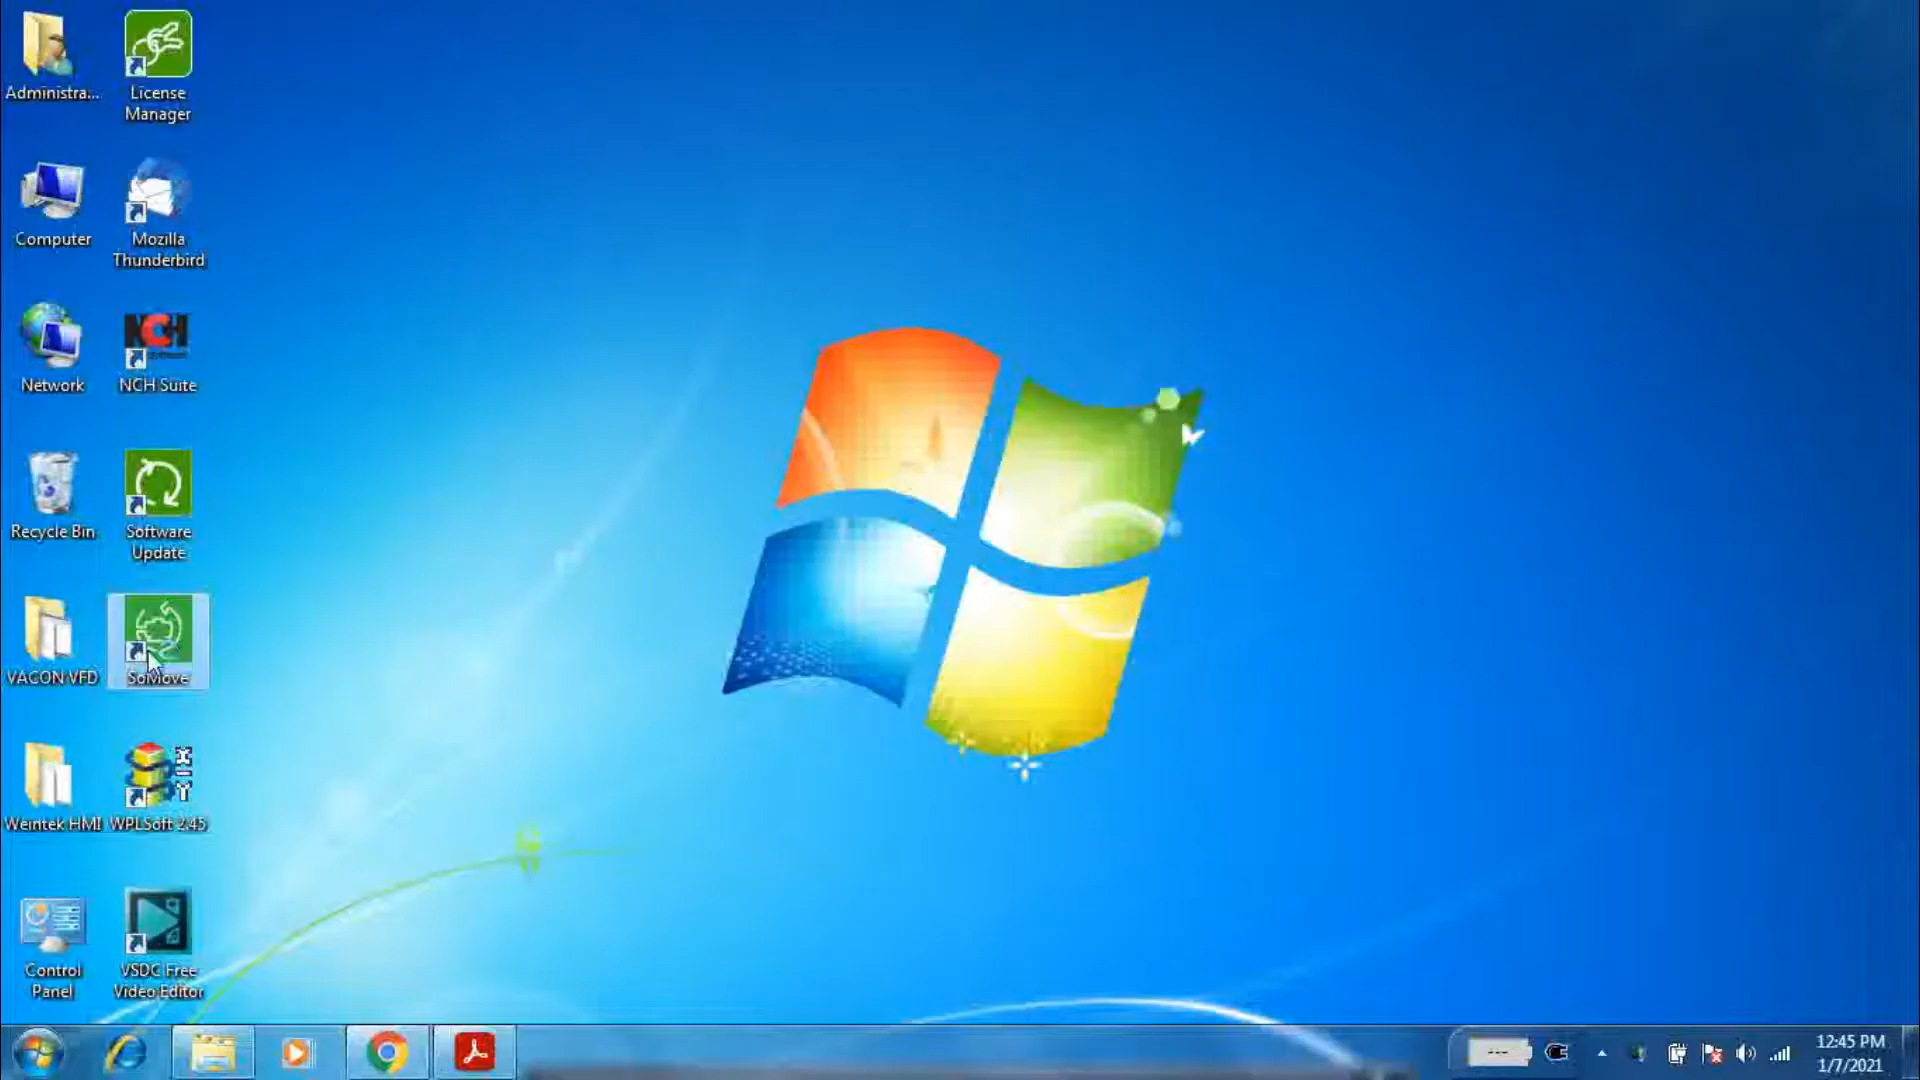 Administra...
License
Manager
Computer
Mozilla
Thunderbird
Network
NCH
NCH Suite
Recycle Bin
Software
Update
VACON VFD
SoMove
Weintek HMI
WPLSoft 2.45
Control
Panel
VSDC Free
Video Editor
---
12:45 PM
1/7/2021